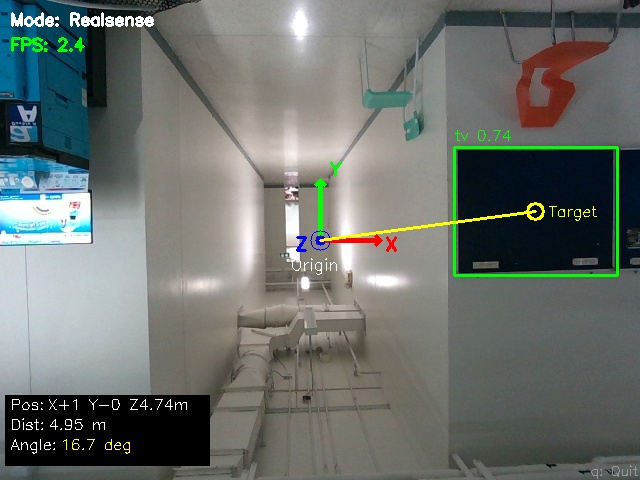 Mode: Realsense
FPS: 2.4
tv 0.74
Y
Target
Z
X
Origin
Pos: X+1 Y-0 Z4.74m
Dist: 4.95 m
Angle: 16.7 deg
q: Quit